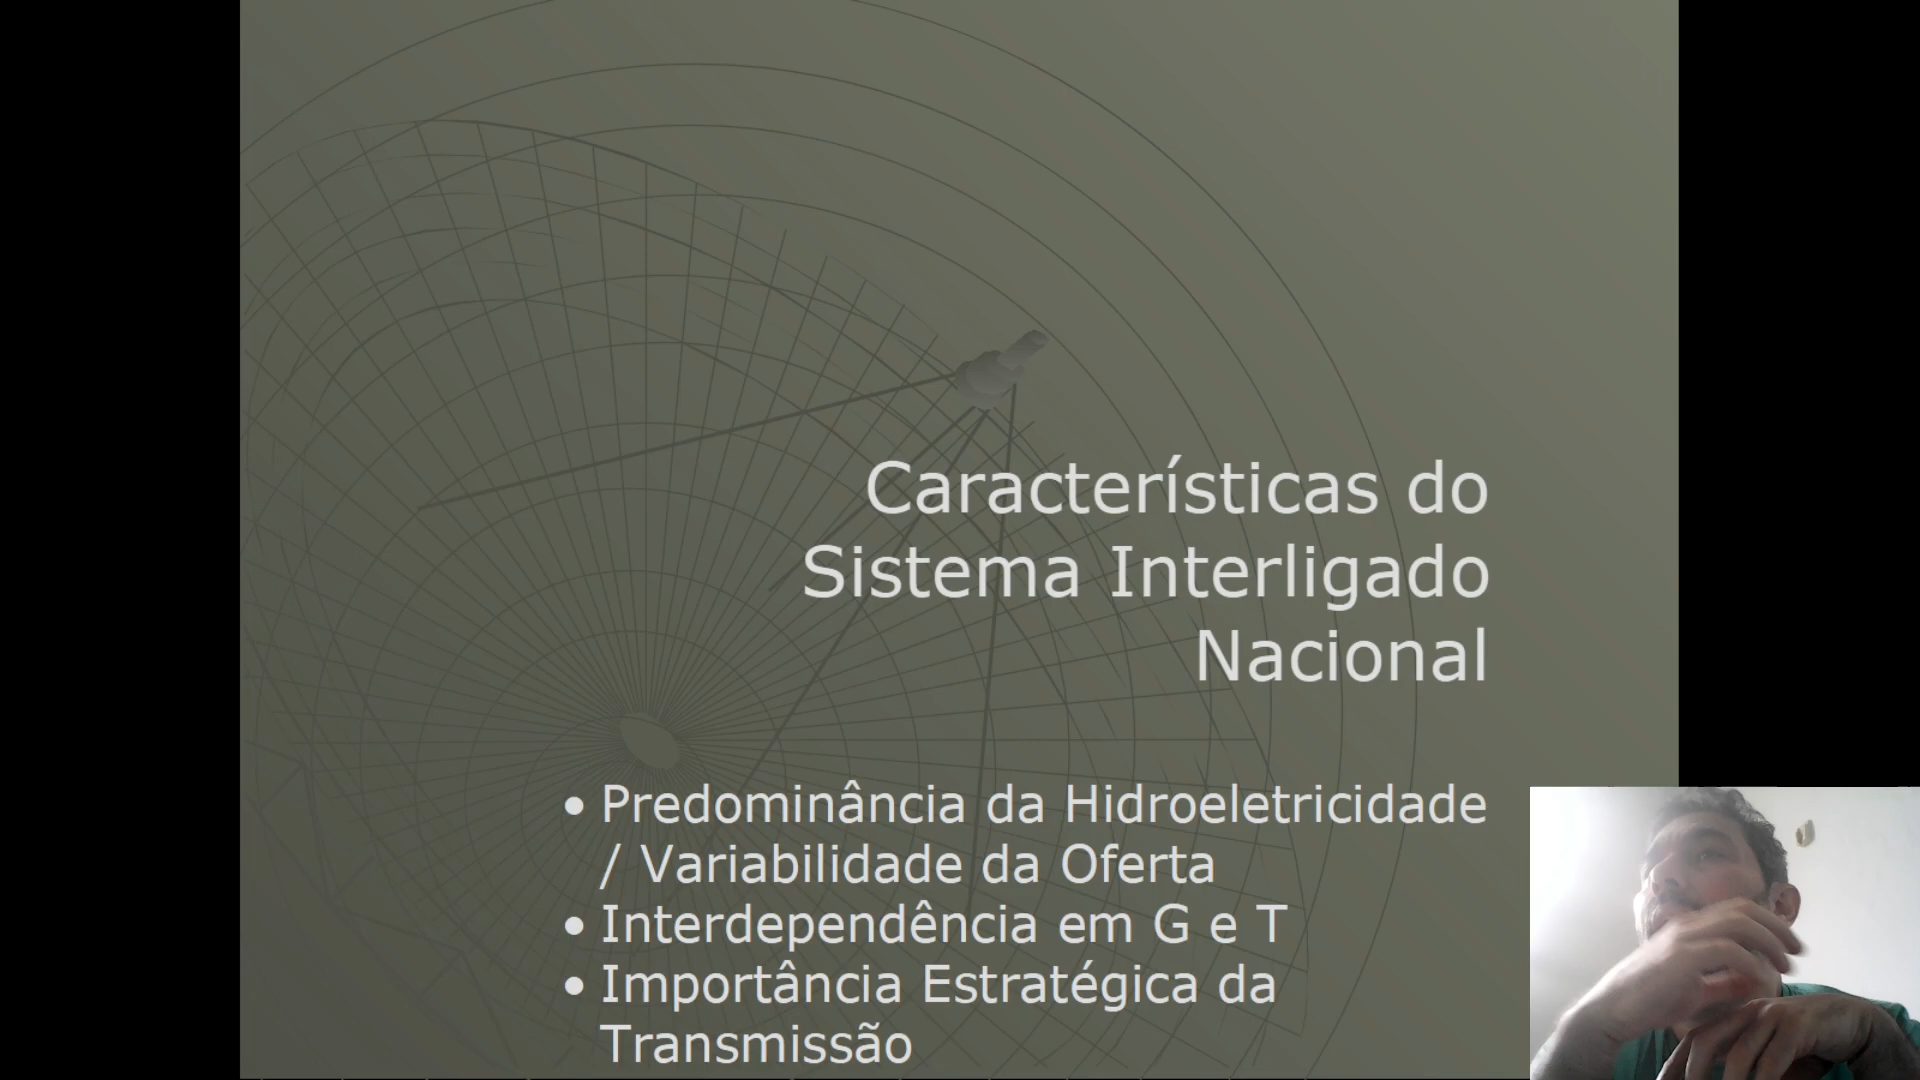 Características do
Sistema Interligado
Nacional
• Predominância da Hidroeletricidade
/ Variabilidade da Oferta
• Interdependência em G e T
• Importância Estratégica da
Transmissão